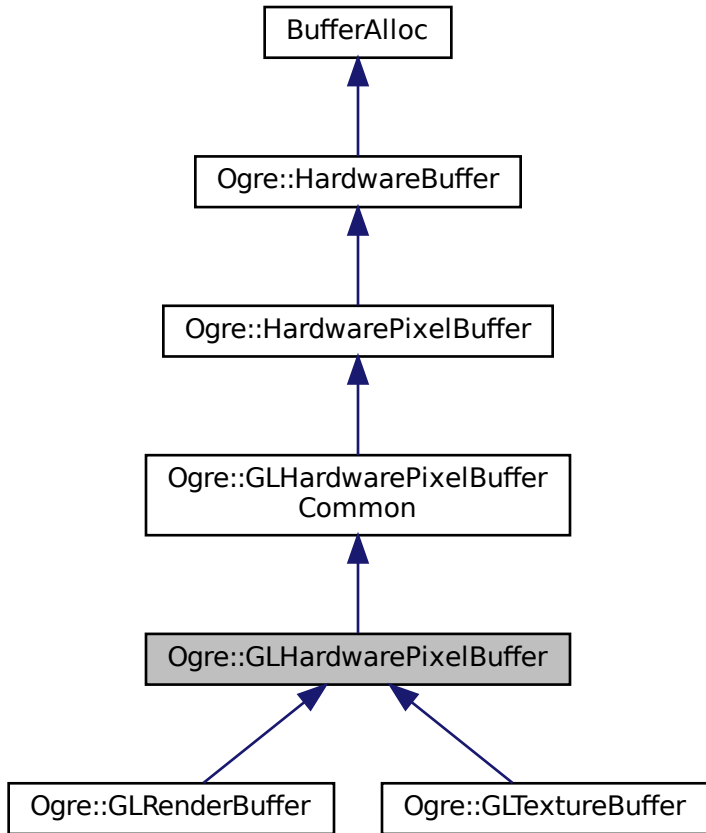 BufferAlloc
Ogre::HardwareBuffer
Ogre::HardwarePixelBuffer
Ogre::GLHardwarePixelBuffer
Common
Ogre::GLHardwarePixelBuffer
Ogre::GLRenderBuffer
Ogre::GLTextureBuffer